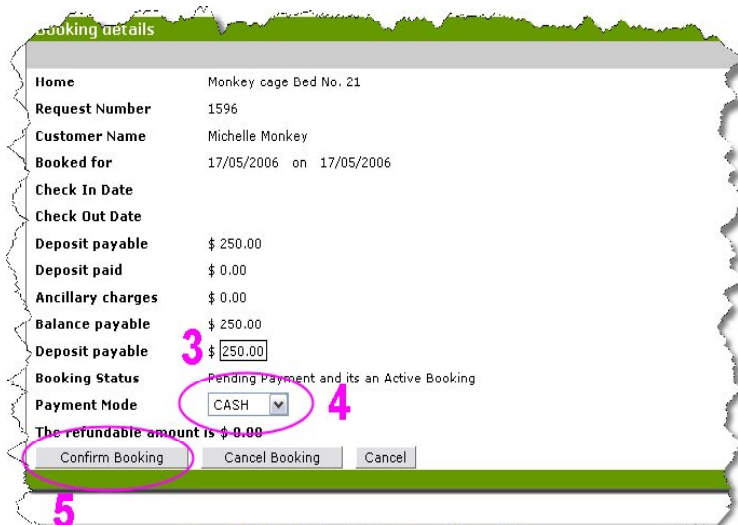 Booking details
Home Monkey cage Bed No. 21
Request Number 1596
Customer Name Michelle Monkey
Booked for 17/05/2006 on 17/05/2006
Check In Date
Check Out Date
Deposit payable $ 250.00
Deposit paid $ 0.00
Ancillary charges $ 0.00
Balance payable $ 250.00
Deposit payable 3 $ 250.00
Booking Status Pending Payment and its an Active Booking
Payment Mode CASH 4
The refundable amount is $ 0.00
Confirm Booking Cancel Booking Cancel
5